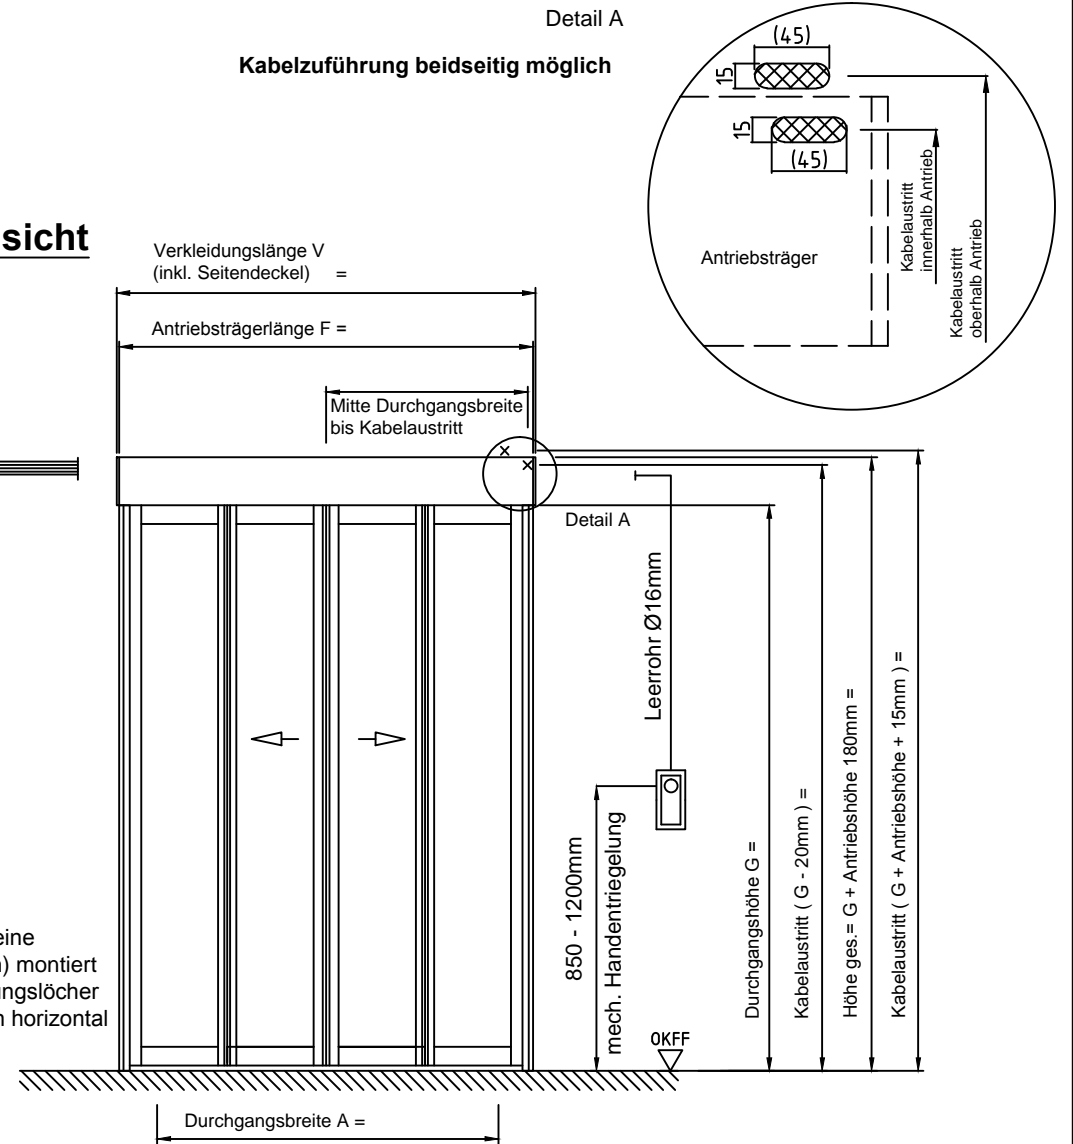 Detail A
Kabelzuführung beidseitig möglich
(45)
15
15
(45)
Antriebsträger
Kabelaustritt
innerhalb Antrieb
Kabelaustritt
oberhalb Antrieb
sicht
Verkleidungslänge V
(inkl. Seitendeckel) =
Antriebsträgerlänge F =
Mitte Durchgangsbreite
bis Kabelaustritt
Detail A
Leerrohr Ø16mm
850 - 1200mm
mech. Handentriegelung
Durchgangshöhe G =
Kabelaustritt ( G - 20mm ) =
Höhe ges.= G + Antriebshöhe 180mm =
Kabelaustritt ( G + Antriebshöhe + 15mm ) =
eine
) montiert
ungslöcher
n horizontal
OKFF
Durchgangsbreite A =